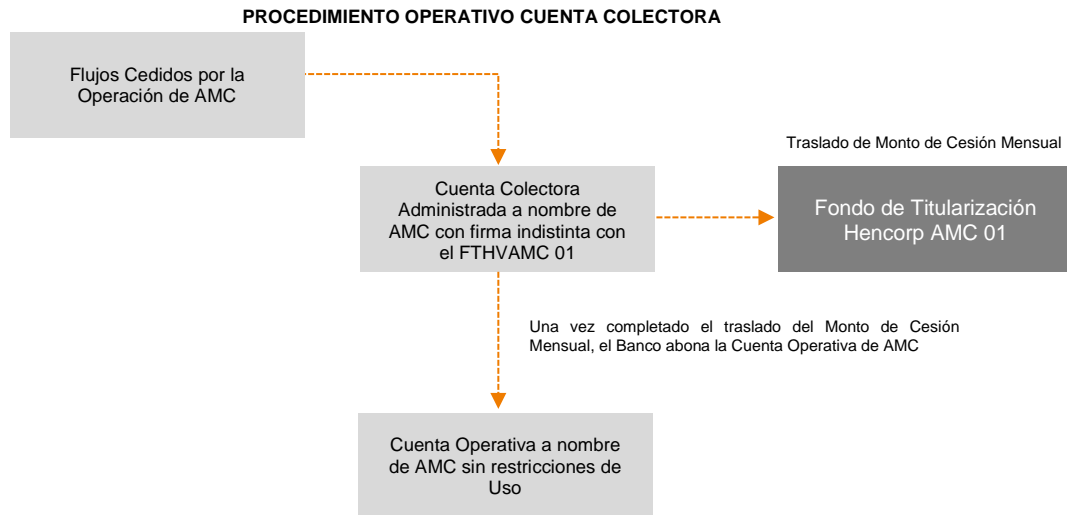 PROCEDIMIENTO OPERATIVO CUENTA COLECTORA
Flujos Cedidos por la
Operación de AMC
Traslado de Monto de Cesión Mensual
Cuenta Colectora
Administrada a nombre de
AMC con firma indistinta con
el FTHVAMC 01
Fondo de Titularización
Hencorp AMC 01
Una vez completado el traslado del Monto de Cesión
Mensual, el Banco abona la Cuenta Operativa de AMC
Cuenta Operativa a nombre
de AMC sin restricciones de
Uso